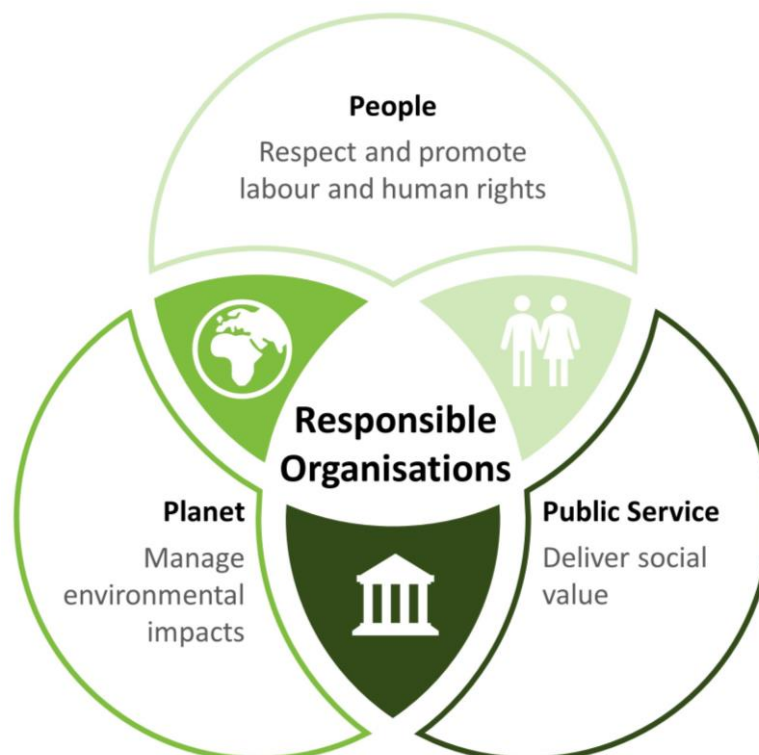 People
Respect and promote
labour and human rights
Responsible
Organisations
Planet
Manage
environmental
impacts
Public Service
Deliver social
value